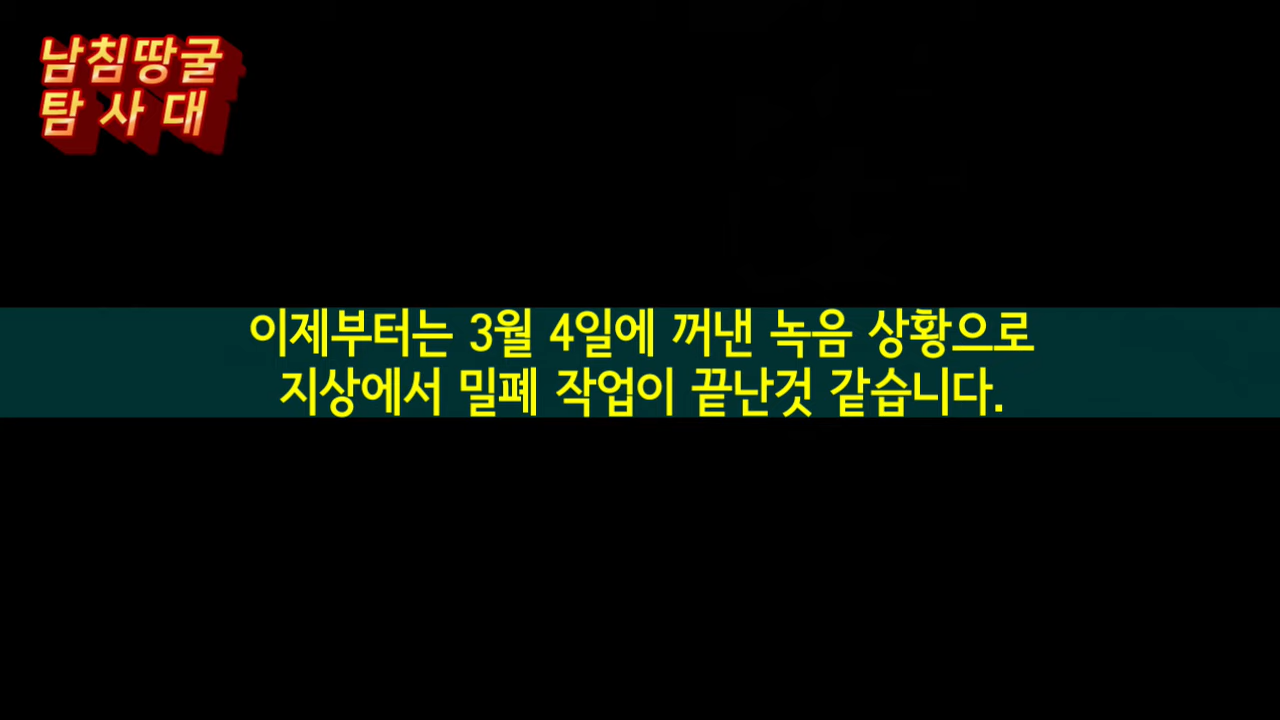 남침땅굴
탐사대
이제부터는 3월 4일에 꺼낸 녹음 상황으로
지상에서 밀폐 작업이 끝난것 같습니다.